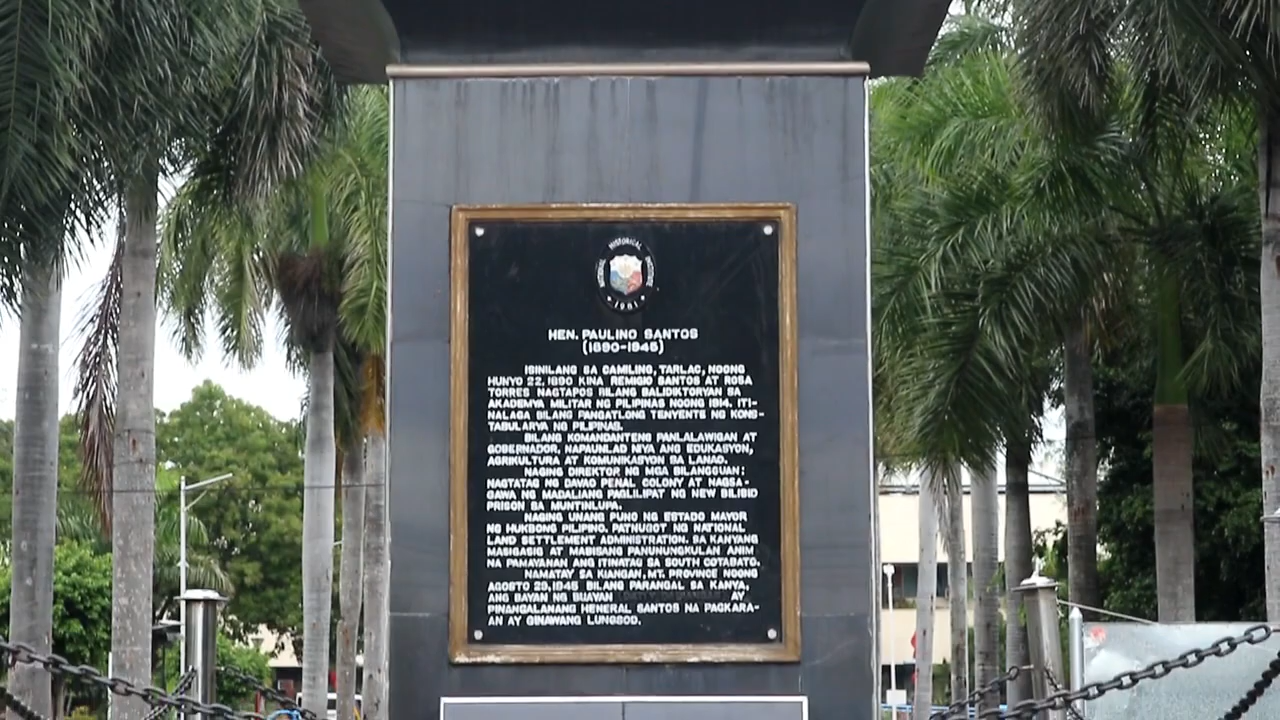 NATIONAL HISTORICAL INSTITUTE
1981
HEN. PAULINO SANTOS
(1890-1945)
ISINILANG SA CAMILING, TARLAC, NOONG
HUNYO 22, 1890 KINA REMIGIO SANTOS AT ROSA
TORRES NAGTAPOS BILANG BALIDIKTORYAN SA
AKADEMYA MILITAR NG PILIPINAS NOONG 1914. ITI-
NALAGA BILANG PANGATLONG TENYENTE NG KONS-
TABULARYA NG PILIPINAS.
BILANG KOMANDANTENG PANLALAWIGAN AT
GOBERNADOR, NAPAUNLAD NIYA ANG EDUKASYON,
AGRIKULTURA AT KOMUNIKASYON SA LANAO.
NAGING DIREKTOR NG MGA BILANGGUAN;
NAGTATAG NG DAVAO PENAL COLONY AT NAGSA-
GAWA NG MADALIANG PAGLILIPAT NG NEW BILIBID
PRISON SA MUNTINLUPA.
NAGING UNANG PUNO NG ESTADO MAYOR
NG HUKBONG PILIPINO, PATNUGOT NG NATIONAL
LAND SETTLEMENT ADMINISTRATION. SA KANYANG
MASIGASIG AT MABISANG PANUNUNGKULAN ANIM
NA PAMAYANAN ANG ITINATAG SA SOUTH COTABATO.
NAMATAY SA KIANGAN, MT. PROVINCE NOONG
AGOSTO 29, 1945 BILANG PARANGAL SA KANYA,
ANG BAYAN NG BUAYAN AY
PINANGALANANG HENERAL SANTOS NA PAGKARA-
AN AY GINAWANG LUNGSOD.